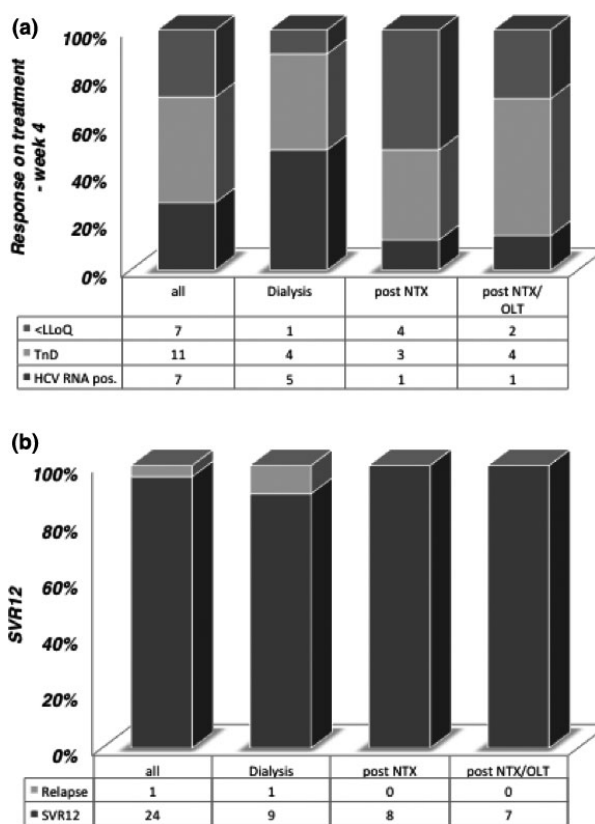 (a)
Response on treatment
- week 4
100%
80%
60%
40%
20%
0%
all Dialysis post NTX post NTX/
OLT
<LLoQ 7 1 4 2
TnD 11 4 3 4
HCV RNA pos. 7 5 1 1
(b)
SVR12
100%
80%
60%
40%
20%
0%
all Dialysis post NTX post NTX/OLT
Relapse 1 1 0 0
SVR12 24 9 8 7